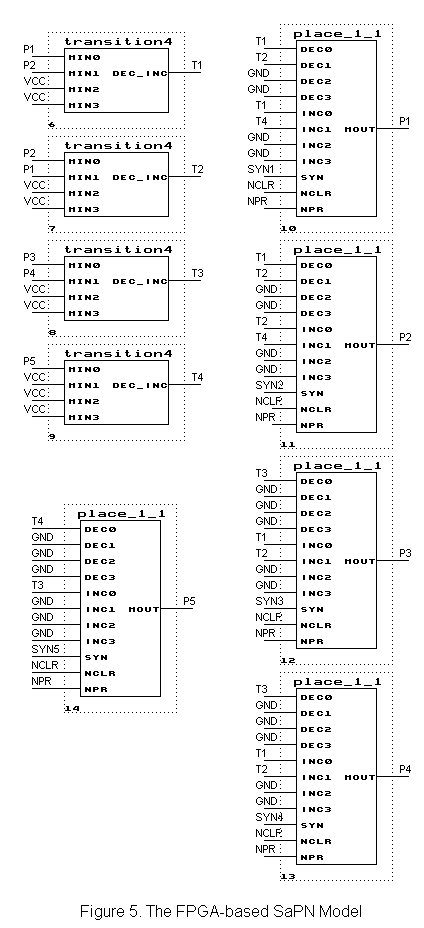 transition4
P1 MIN0
P2 MIN1 DEC_INC T1
VCC MIN2
VCC MIN3
6
transition4
P2 MIN0
P1 MIN1 DEC_INC T2
VCC MIN2
VCC MIN3
7
transition4
P3 MIN0
P4 MIN1 DEC_INC T3
VCC MIN2
VCC MIN3
8
transition4
P5 MIN0
VCC MIN1 DEC_INC T4
VCC MIN2
VCC MIN3
9
place_1_1
T4 DEC0
GND DEC1
GND DEC2
GND DEC3
T3 INC0
GND INC1 MOUT P5
GND INC2
GND INC3
SYN5 SYN
NCLR NCLR
NPR NPR
14
place_1_1
T1 DEC0
T2 DEC1
GND DEC2
GND DEC3
T1 INC0
T4 INC1 MOUT P1
GND INC2
GND INC3
SYN1 SYN
NCLR NCLR
NPR NPR
10
place_1_1
T1 DEC0
T2 DEC1
GND DEC2
GND DEC3
T2 INC0
T4 INC1 MOUT P2
GND INC2
GND INC3
SYN2 SYN
NCLR NCLR
NPR NPR
11
place_1_1
T3 DEC0
GND DEC1
GND DEC2
GND DEC3
T1 INC0
T2 INC1 MOUT P3
GND INC2
GND INC3
SYN3 SYN
NCLR NCLR
NPR NPR
12
place_1_1
T3 DEC0
GND DEC1
GND DEC2
GND DEC3
T1 INC0
T2 INC1 MOUT P4
GND INC2
GND INC3
SYN4 SYN
NCLR NCLR
NPR NPR
13
Figure 5. The FPGA-based SaPN Model